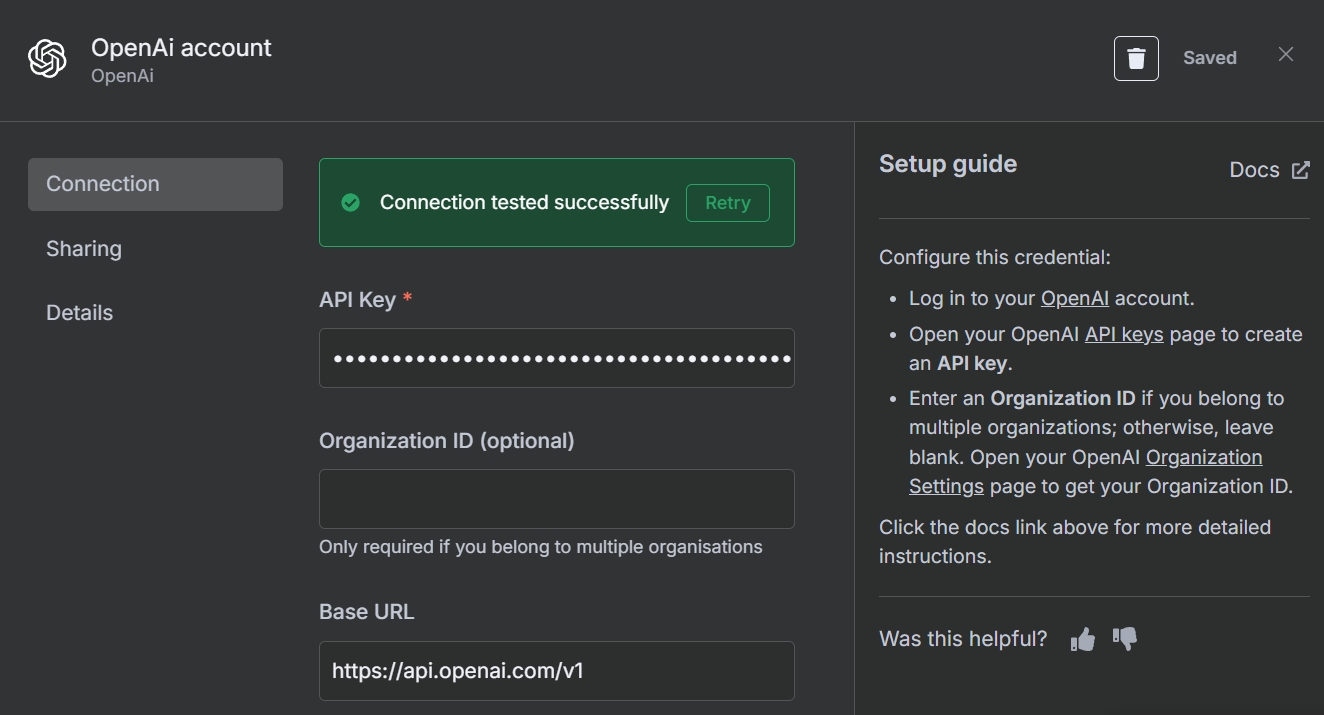 OpenAi account
OpenAi
Saved
Connection
Sharing
Details
Connection tested successfully
Retry
API Key *
••••••••••••••••••••••••••••••••••••••••
Organization ID (optional)
Only required if you belong to multiple organisations
Base URL
https://api.openai.com/v1
Setup guide
Docs
Configure this credential:
• Log in to your OpenAI account.
• Open your OpenAI API keys page to create
an API key.
• Enter an Organization ID if you belong to
multiple organizations; otherwise, leave
blank. Open your OpenAI Organization
Settings page to get your Organization ID.
Click the docs link above for more detailed
instructions.
Was this helpful?